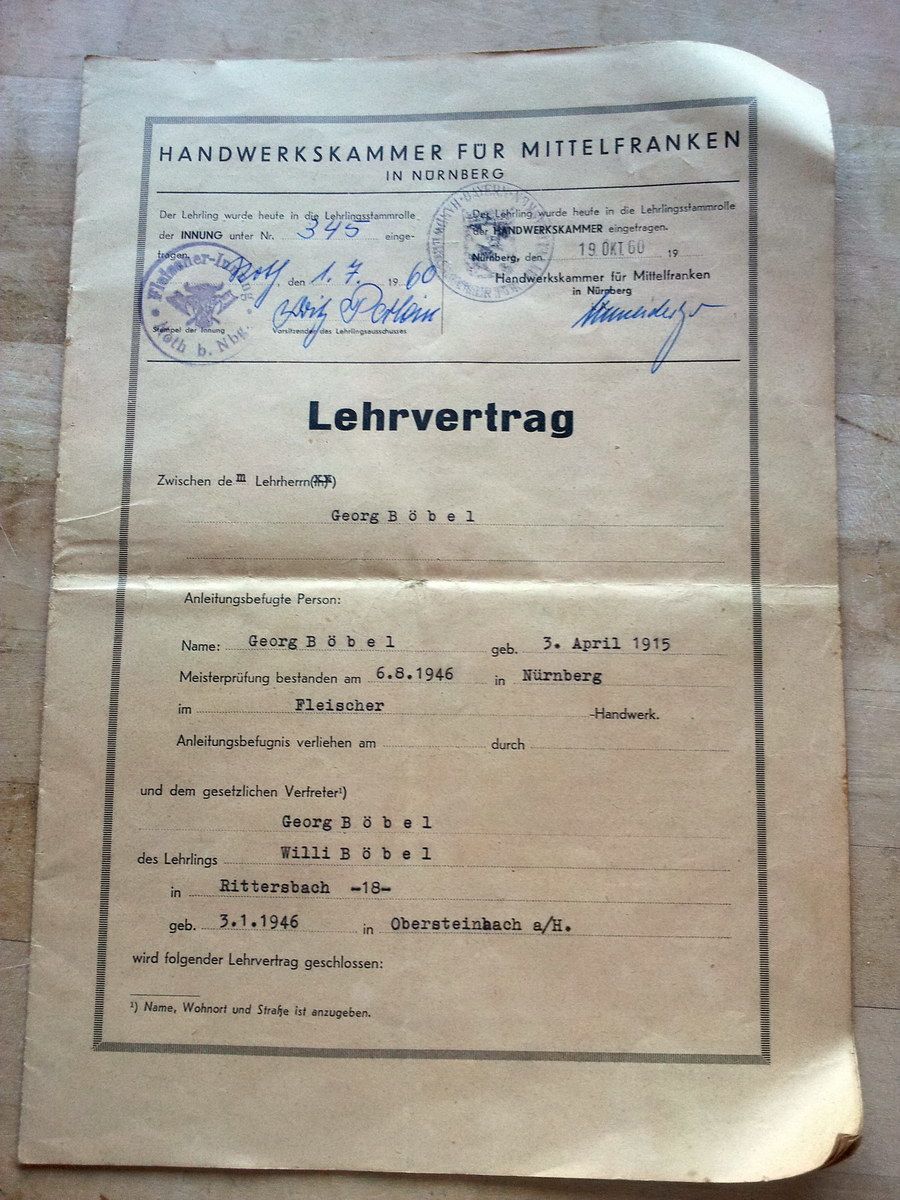 HANDWERKSKAMMER FÜR MITTELFRANKEN
IN NÜRNBERG
Der Lehrling wurde heute in die Lehrlingsstammrolle
der INNUNG unter Nr. 345 einge-
tragen.
Roth, den 1.7. 1960
Stempel der Innung
Vorsitzender des Lehrlingsausschusses
Fleischer-Innung
Roth b. Nbg.
Der Lehrling wurde heute in die Lehrlingsstammrolle
der HANDWERKSKAMMER eingetragen.
Nürnberg, den 19. OKT. 60 19
Handwerkskammer für Mittelfranken
in Nürnberg
Lehrvertrag
Zwischen dem Lehrherrn
Georg B ö b e l
Anleitungsbefugte Person:
Name: Georg B ö b e l geb. 3. April 1915
Meisterprüfung bestanden am 6.8.1946 in Nürnberg
im Fleischer -Handwerk.
Anleitungsbefugnis verliehen am durch
und dem gesetzlichen Vertreter¹)
Georg B ö b e l
des Lehrlings Willi B ö b e l
in Rittersbach -18-
geb. 3.1.1946 in Obersteinbach a/H.
wird folgender Lehrvertrag geschlossen:
¹) Name, Wohnort und Straße ist anzugeben.